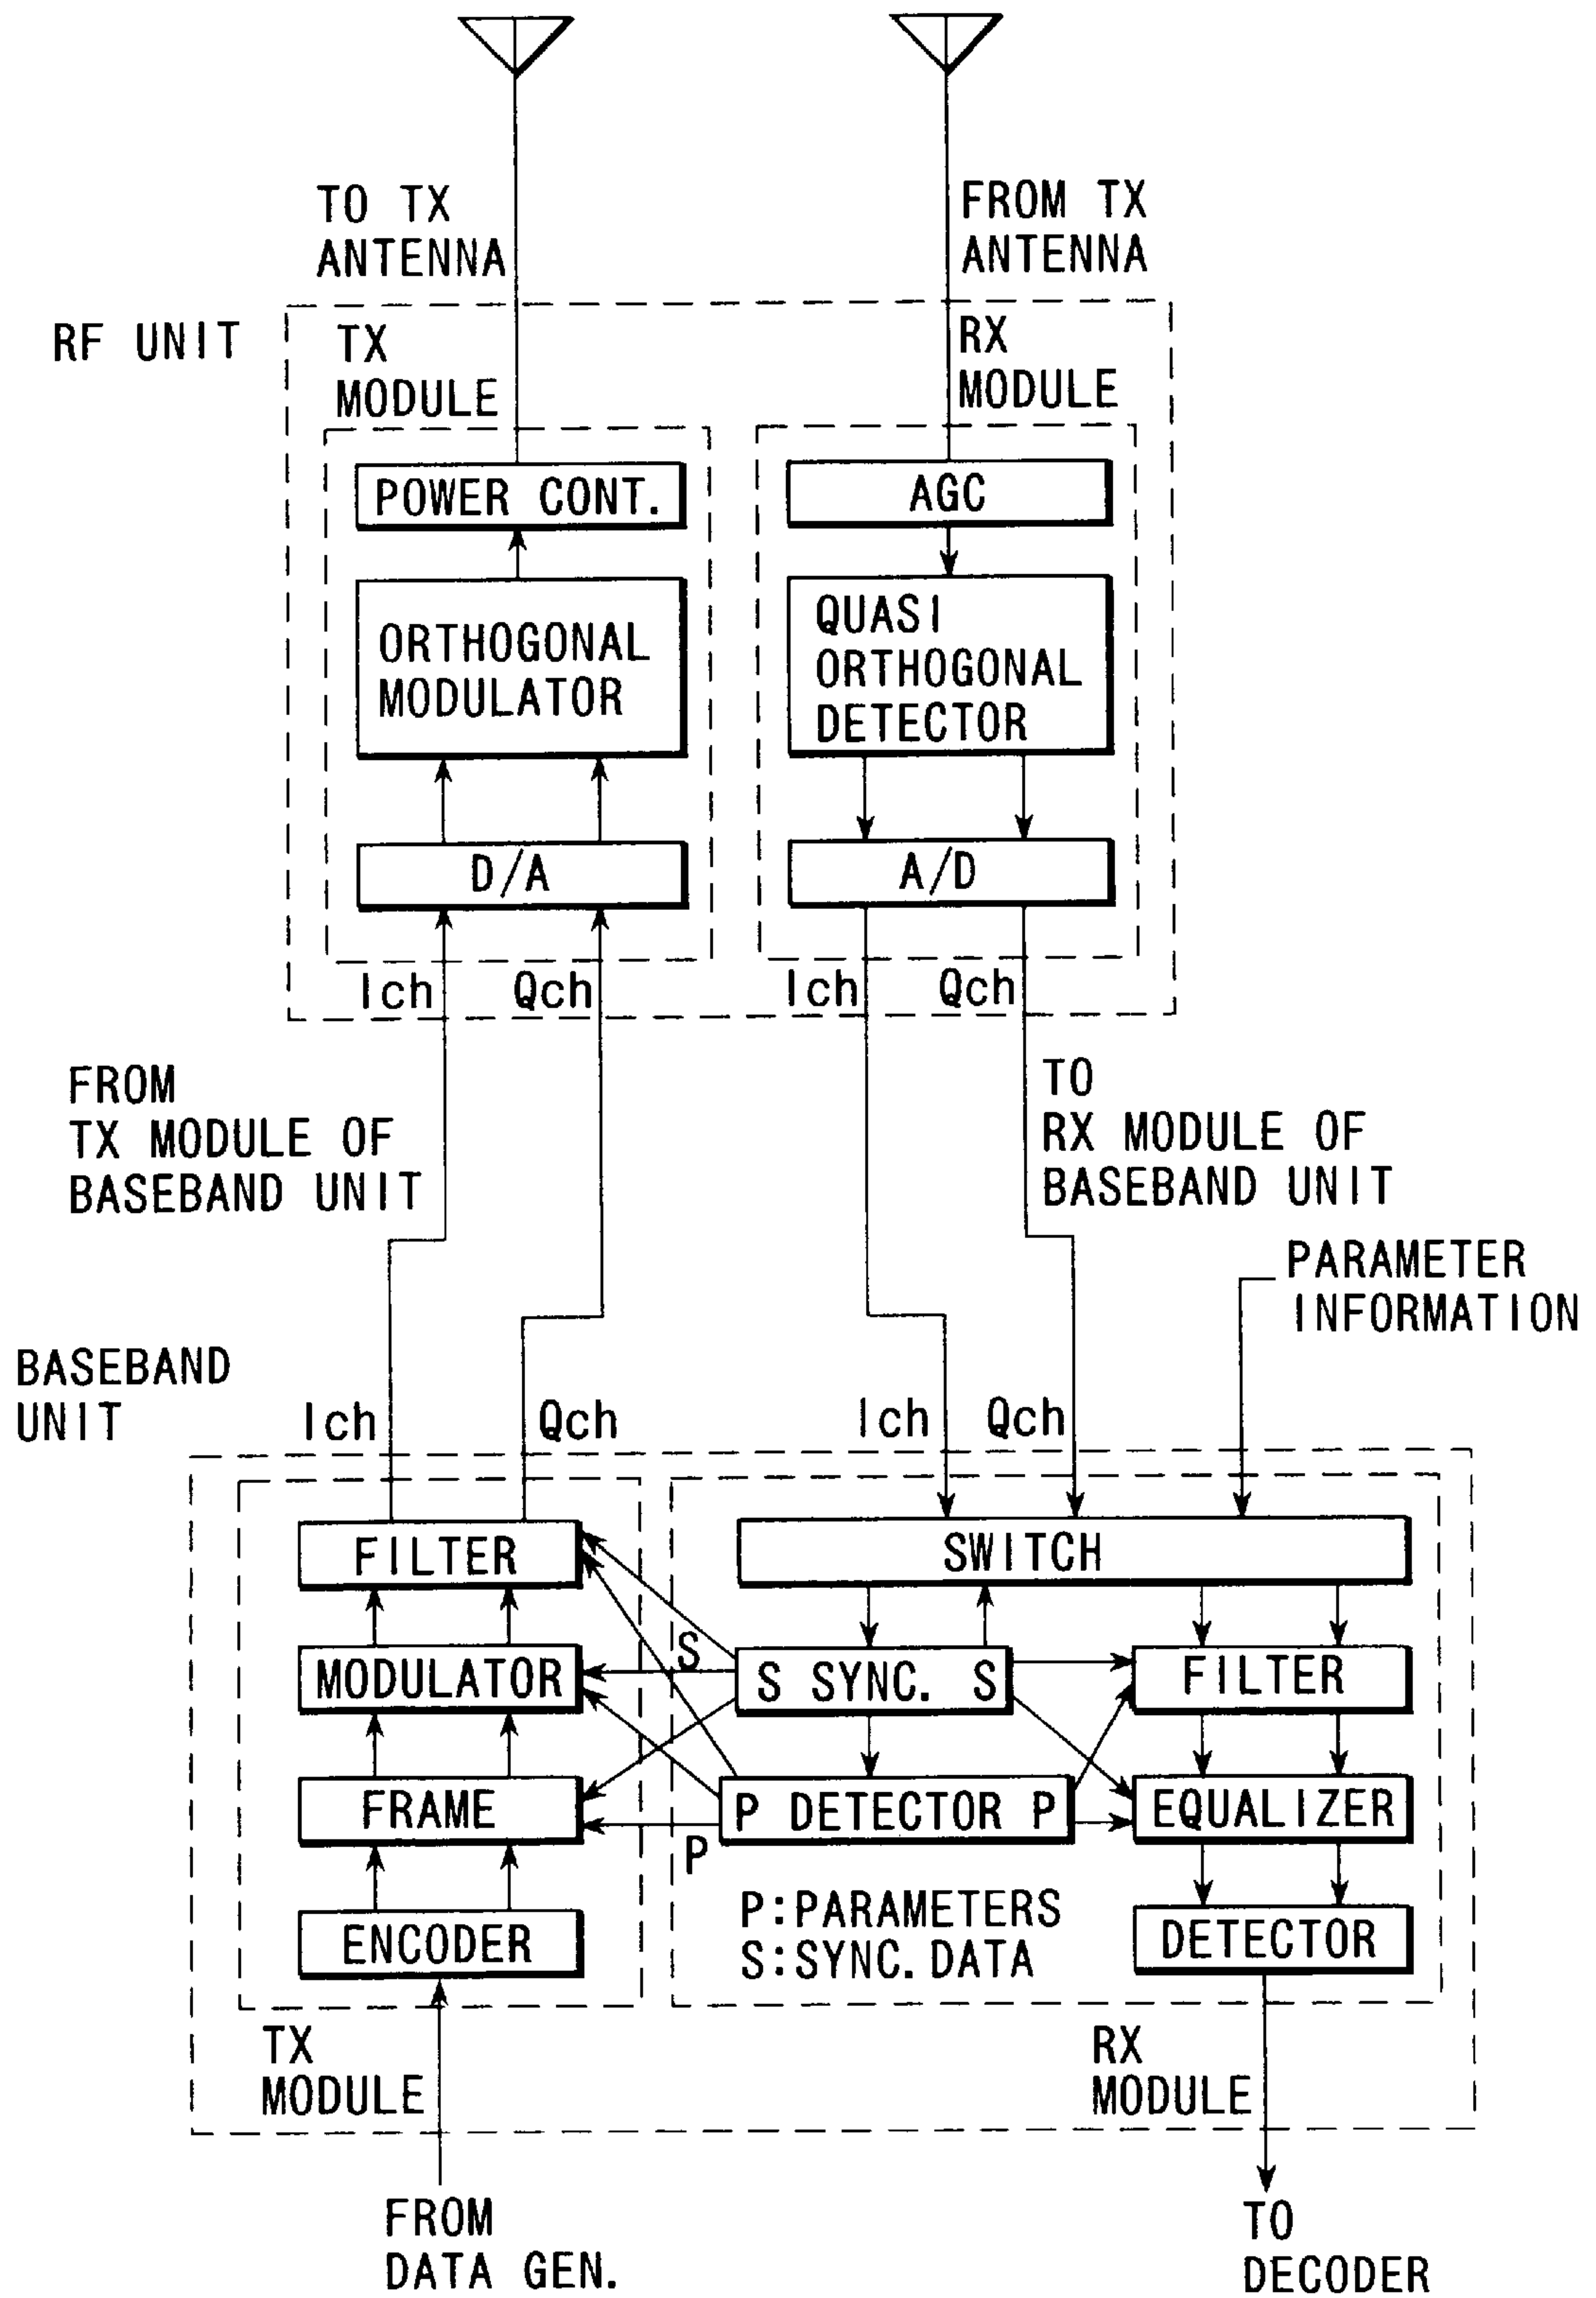 TO TX
ANTENNA
FROM TX
ANTENNA
RF UNIT
TX
MODULE
RX
MODULE
POWER CONT.
AGC
ORTHOGONAL
MODULATOR
QUASI
ORTHOGONAL
DETECTOR
D/A
A/D
Ich
Qch
Ich
Qch
FROM
TX MODULE OF
BASEBAND UNIT
TO
RX MODULE OF
BASEBAND UNIT
PARAMETER
INFORMATION
BASEBAND
UNIT
Ich
Qch
Ich
Qch
FILTER
SWITCH
MODULATOR
S
S SYNC. S
FILTER
FRAME
P DETECTOR P
EQUALIZER
P
ENCODER
P:PARAMETERS
S:SYNC. DATA
DETECTOR
TX
MODULE
RX
MODULE
FROM
DATA GEN.
TO
DECODER